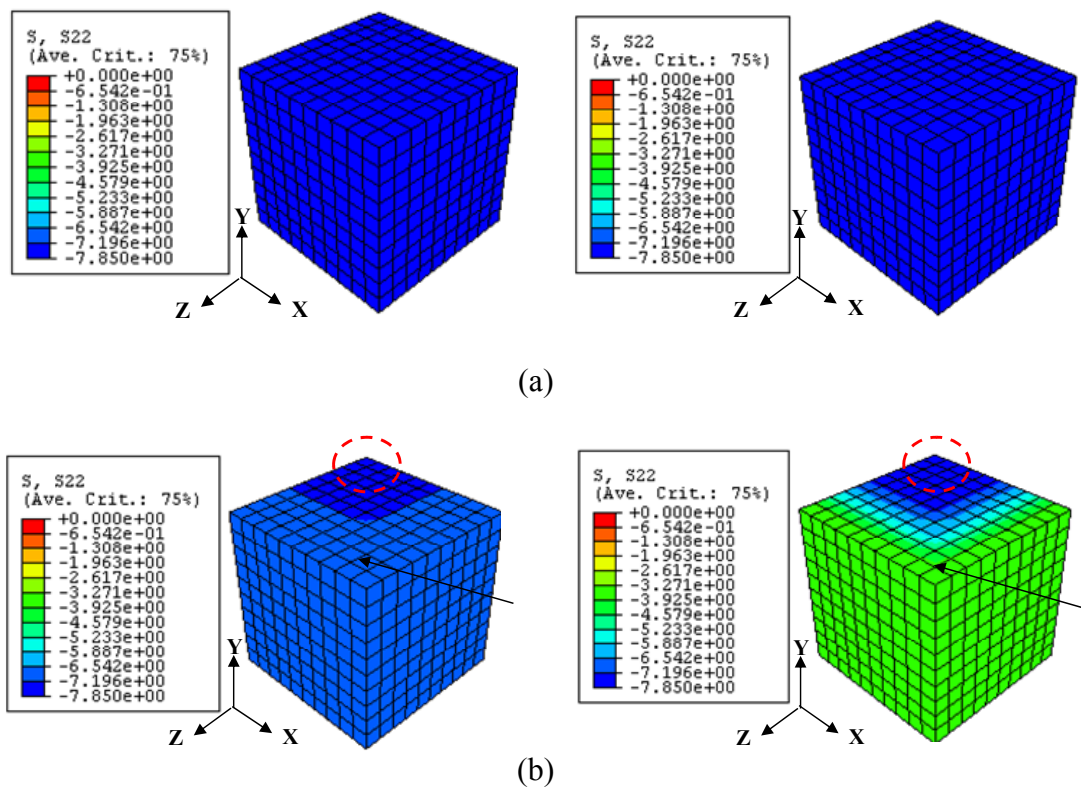 S, S22
(Ave. Crit.: 75%)
+0.000e+00
-6.542e-01
-1.308e+00
-1.963e+00
-2.617e+00
-3.271e+00
-3.925e+00
-4.579e+00
-5.233e+00
-5.887e+00
-6.542e+00
-7.196e+00
-7.850e+00
Y
Z
X
S, S22
(Ave. Crit.: 75%)
+0.000e+00
-6.542e-01
-1.308e+00
-1.963e+00
-2.617e+00
-3.271e+00
-3.925e+00
-4.579e+00
-5.233e+00
-5.887e+00
-6.542e+00
-7.196e+00
-7.850e+00
Y
Z
X
(a)
S, S22
(Ave. Crit.: 75%)
+0.000e+00
-6.542e-01
-1.308e+00
-1.963e+00
-2.617e+00
-3.271e+00
-3.925e+00
-4.579e+00
-5.233e+00
-5.887e+00
-6.542e+00
-7.196e+00
-7.850e+00
Y
Z
X
S, S22
(Ave. Crit.: 75%)
+0.000e+00
-6.542e-01
-1.308e+00
-1.963e+00
-2.617e+00
-3.271e+00
-3.925e+00
-4.579e+00
-5.233e+00
-5.887e+00
-6.542e+00
-7.196e+00
-7.850e+00
Y
Z
X
(b)